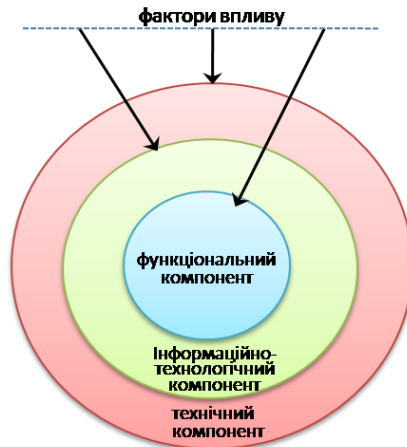 фактори впливу
функціональний
компонент
Інформаційно-
технологічний
компонент
технічний
компонент